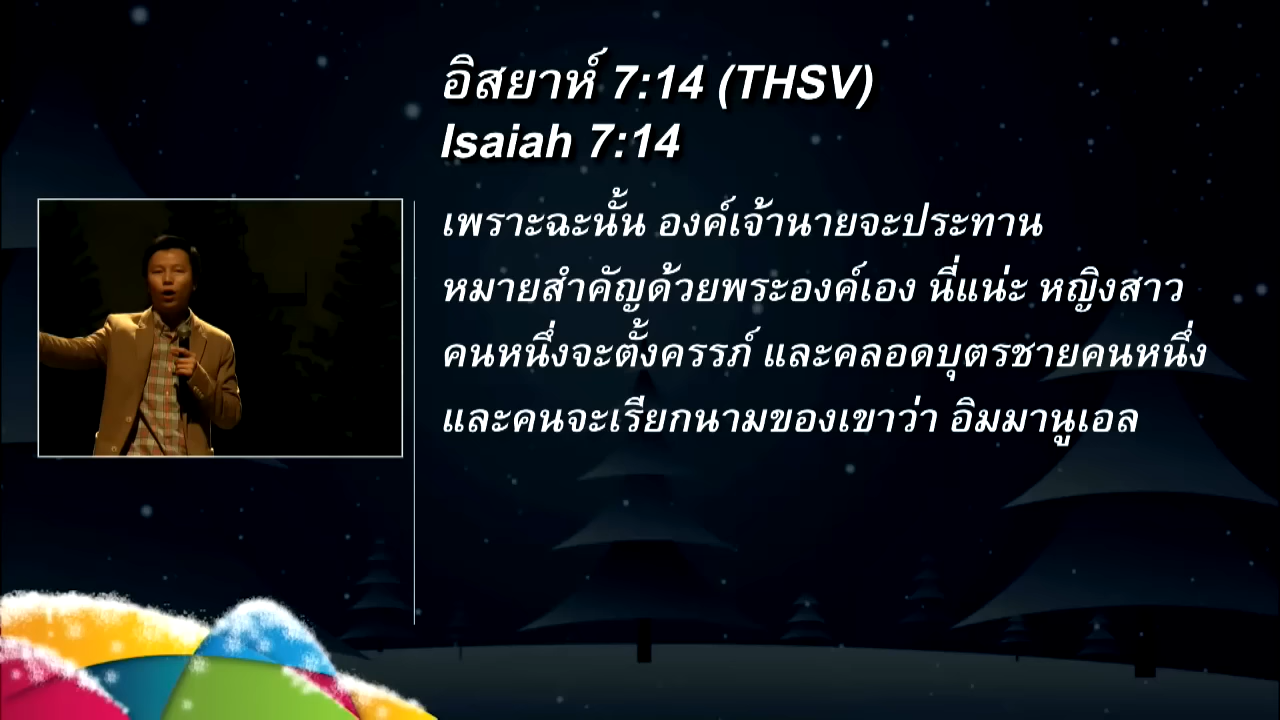 อิสยาห์ 7:14 (THSV)
Isaiah 7:14
เพราะฉะนั้น องค์เจ้านายจะประทาน
หมายสำคัญด้วยพระองค์เอง นี่แน่ะ หญิงสาว
คนหนึ่งจะตั้งครรภ์ และคลอดบุตรชายคนหนึ่ง
และคนจะเรียกนามของเขาว่า อิมมานูเอล